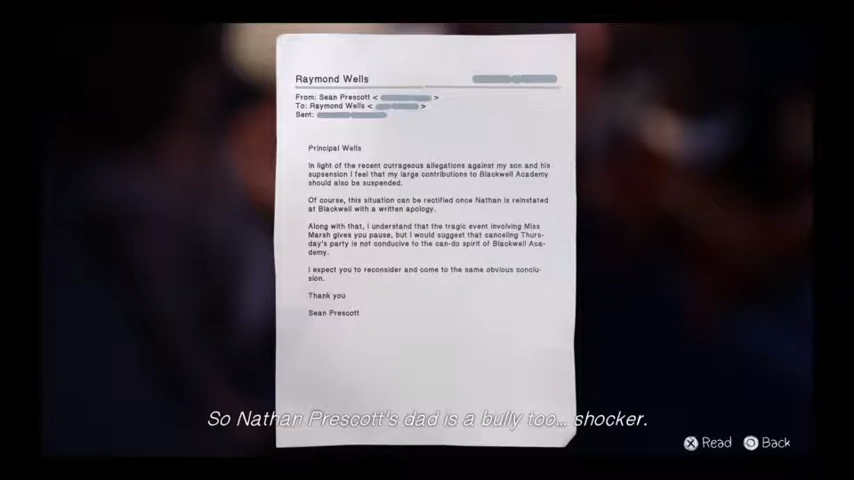 Raymond Wells
From: Sean Prescott < >
To: Raymond Wells < >
Sent:
Principal Wells
In light of the recent outrageous allegations against my son and his
supsension I feel that my large contributions to Blackwell Academy
should also be suspended.
Of course, this situation can be rectified once Nathan is reinstated
at Blackwell with a written apology.
Along with that, I understand that the tragic event involving Miss
Marsh gives you pause, but I would suggest that canceling Thurs-
day's party is not conducive to the can-do spirit of Blackwell Aca-
demy.
I expect you to reconsider and come to the same obvious conclu-
sion.
Thank you
Sean Prescott
So Nathan Prescott's dad is a bully too... shocker.
Read Back